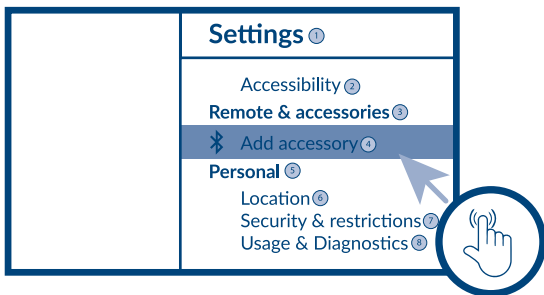 Settings 1
Accessibility 2
Remote & accessories 3
Add accessory 4
Personal 5
Location 6
Security & restrictions 7
Usage & Diagnostics 8